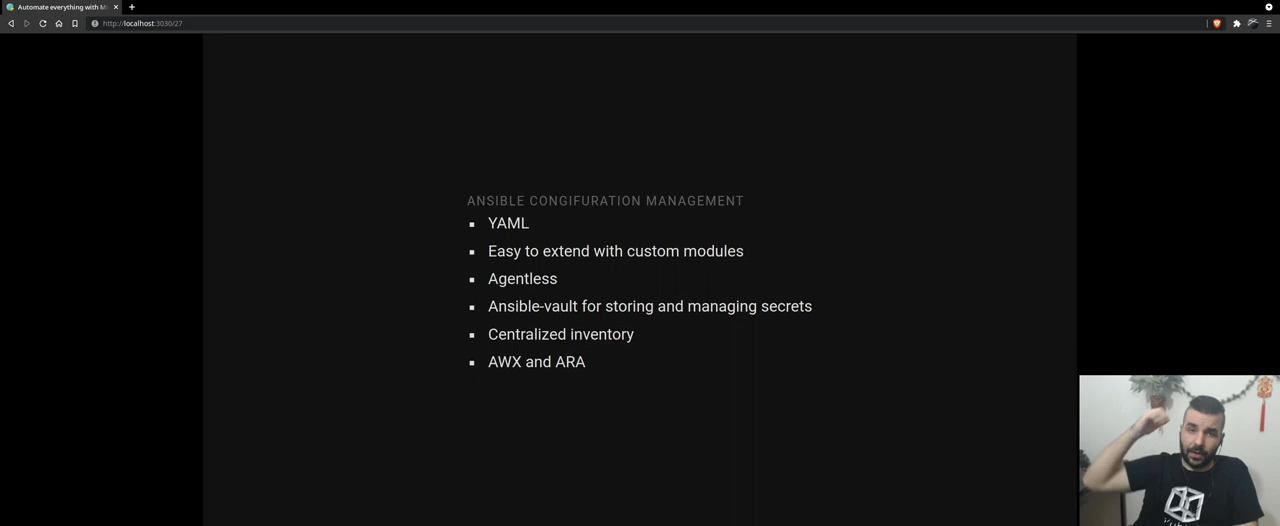 Automate everything with M
http://localhost:3030/27
ANSIBLE CONGIFURATION MANAGEMENT
YAML
Easy to extend with custom modules
Agentless
Ansible-vault for storing and managing secrets
Centralized inventory
AWX and ARA